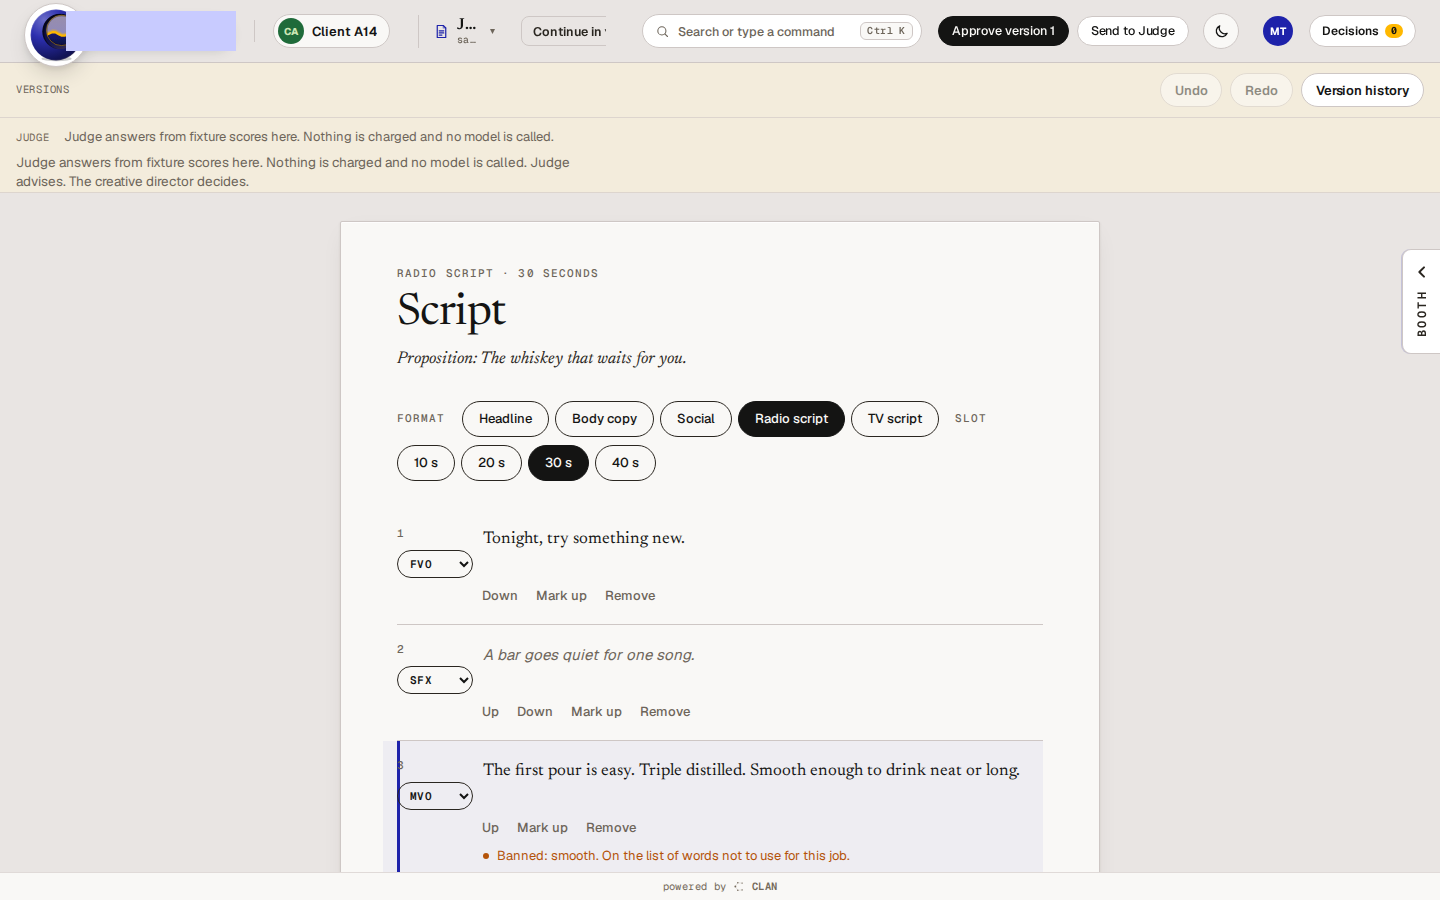 CA Client A14
J...
sa...
Continue in
Search or type a command Ctrl K
Approve version 1
Send to Judge
MT
Decisions 0
VERSIONS
Undo Redo Version history
JUDGE Judge answers from fixture scores here. Nothing is charged and no model is called.
Judge answers from fixture scores here. Nothing is charged and no model is called. Judge
advises. The creative director decides.
BOOTH
RADIO SCRIPT · 30 SECONDS
Script
Proposition: The whiskey that waits for you.
FORMAT Headline Body copy Social Radio script TV script SLOT
10 s 20 s 30 s 40 s
1
Tonight, try something new.
FVO
Down Mark up Remove
2
A bar goes quiet for one song.
SFX
Up Down Mark up Remove
3
The first pour is easy. Triple distilled. Smooth enough to drink neat or long.
MVO
Up Mark up Remove
Banned: smooth. On the list of words not to use for this job.
powered by CLAN